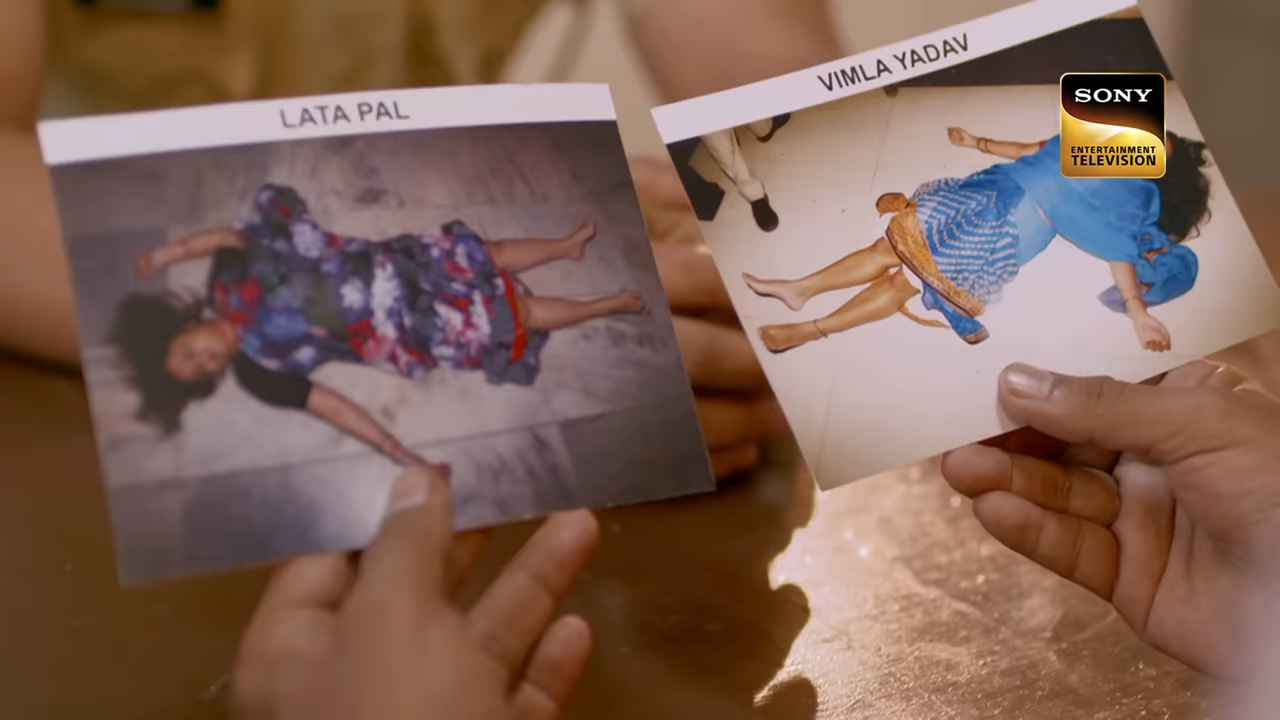 LATA PAL
VIMLA YADAV
SONY
ENTERTAINMENT
TELEVISION